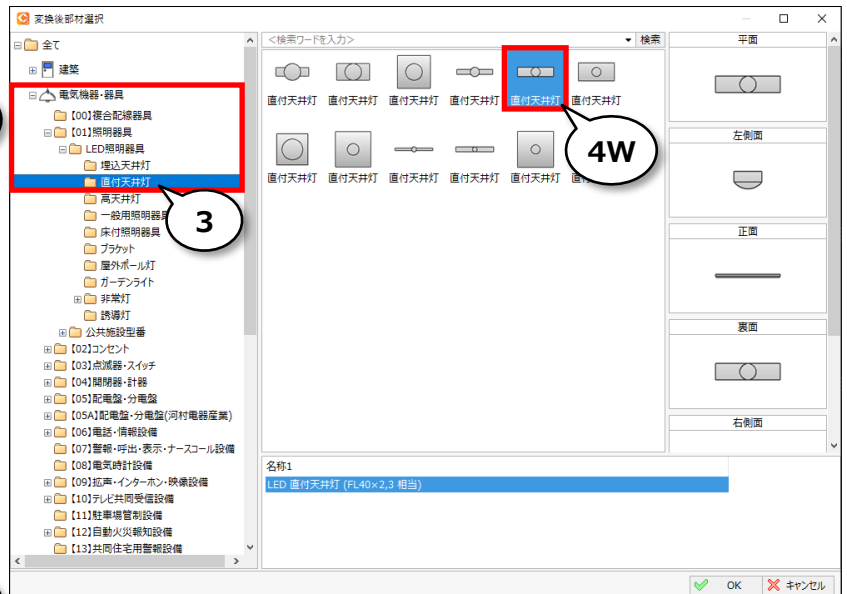 変換後部材選択
全て
建築
電気機器・器具
【00】複合配線器具
【01】照明器具
LED照明器具
埋込天井灯
直付天井灯
高天井灯
一般用照明器具
床付照明器具
ブラケット
屋外ポール灯
ガーデンライト
非常灯
誘導灯
公共施設型番
【02】コンセント
【03】点滅器・スイッチ
【04】開閉器・計器
【05】配電盤・分電盤
【05A】配電盤・分電盤(河村電器産業)
【06】電話・情報設備
【07】警報・呼出・表示・ナースコール設備
【08】電気時計設備
【09】拡声・インターホン・映像設備
【10】テレビ共同受信設備
【11】駐車場管制設備
【12】自動火災報知設備
【13】共同住宅用警報設備
3
<検索ワードを入力>
検索
直付天井灯 直付天井灯 直付天井灯 直付天井灯 直付天井灯 直付天井灯
直付天井灯 直付天井灯 直付天井灯 直付天井灯 直付天井灯
4W
名称1
LED 直付天井灯 (FL40×2,3 相当)
平面
左側面
正面
裏面
右側面
OK
キャンセル